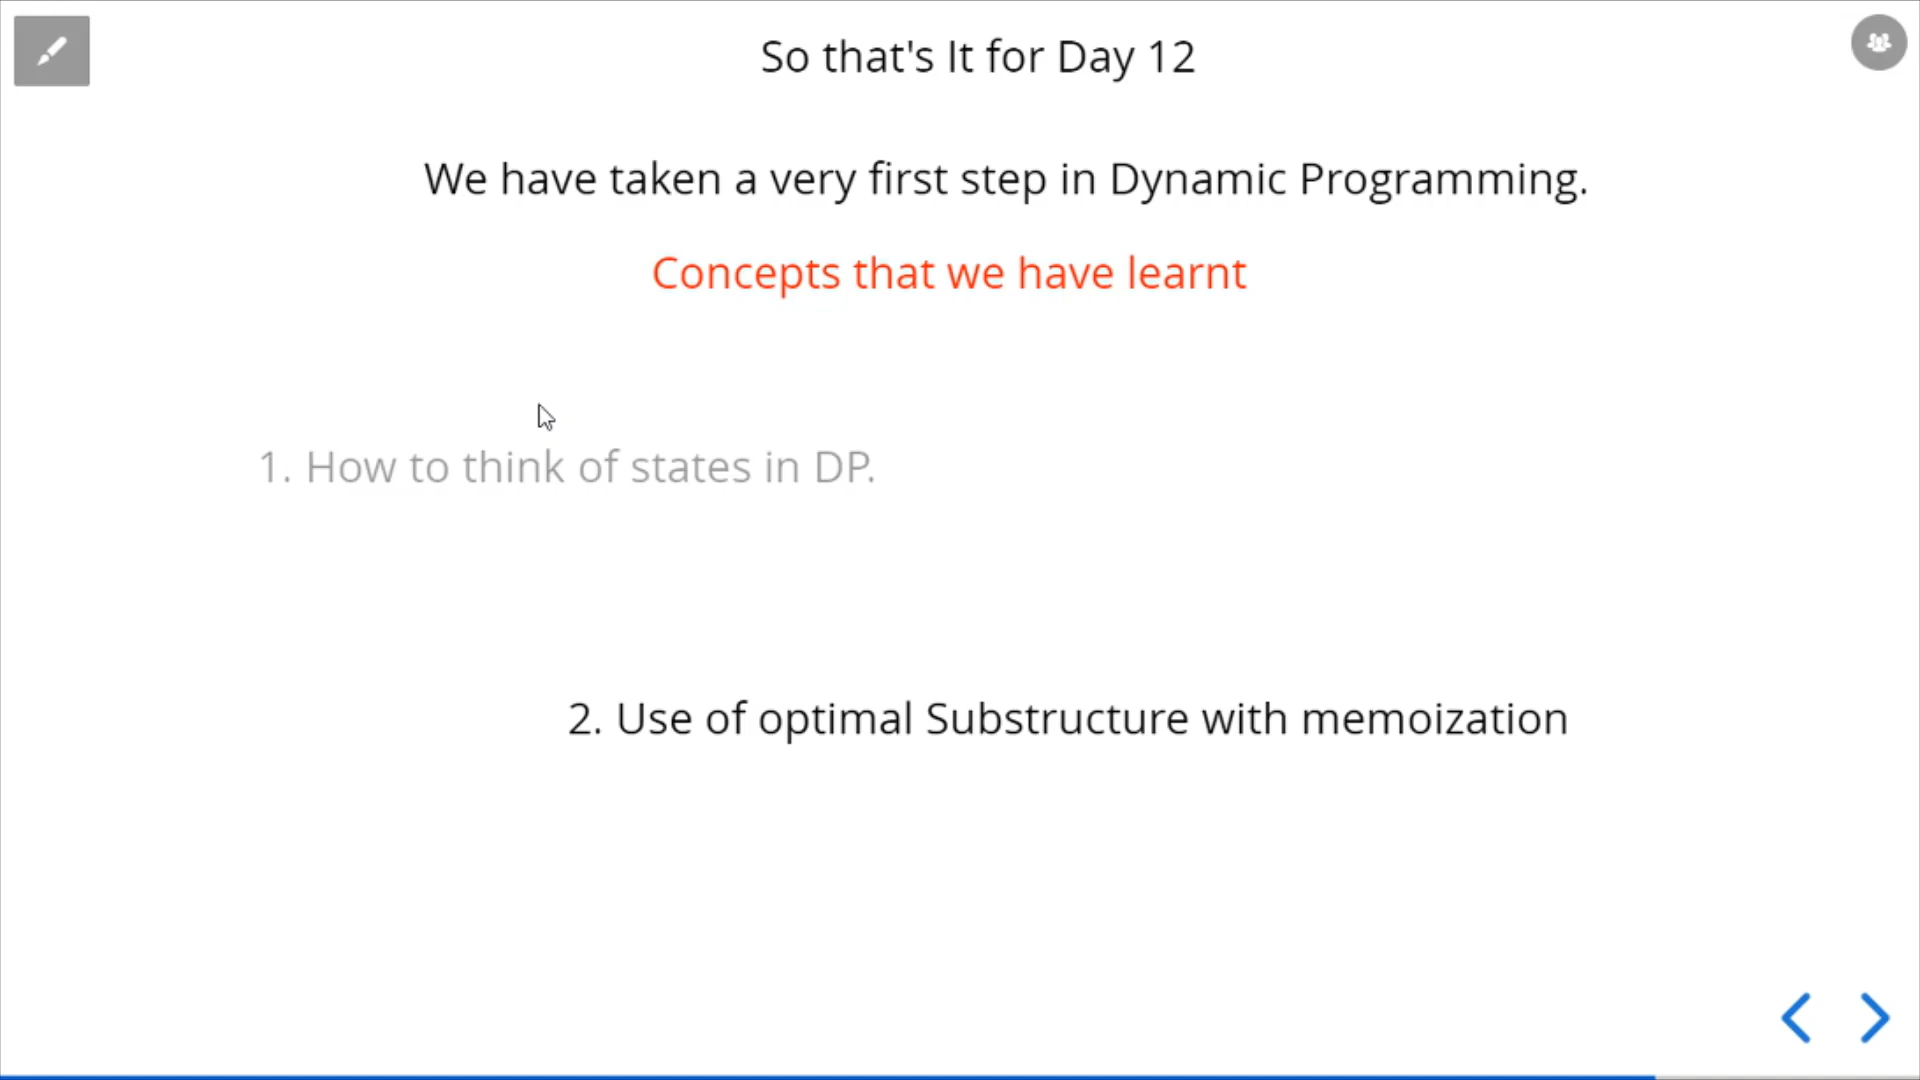 So that's It for Day 12
We have taken a very first step in Dynamic Programming.
Concepts that we have learnt
1. How to think of states in DP.
2. Use of optimal Substructure with memoization